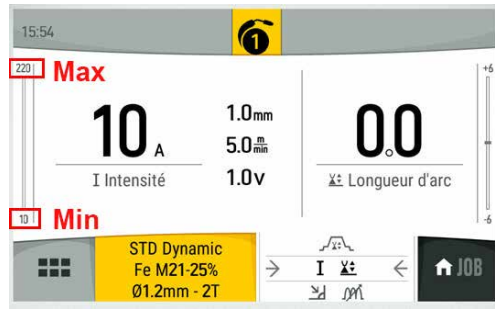 15:54
1
220
Max
+6
10 A
1.0mm
5.0 m/min
1.0v
0.0
I Intensité
Longueur d'arc
10
Min
-6
STD Dynamic
Fe M21-25%
Ø1.2mm - 2T
I
JOB